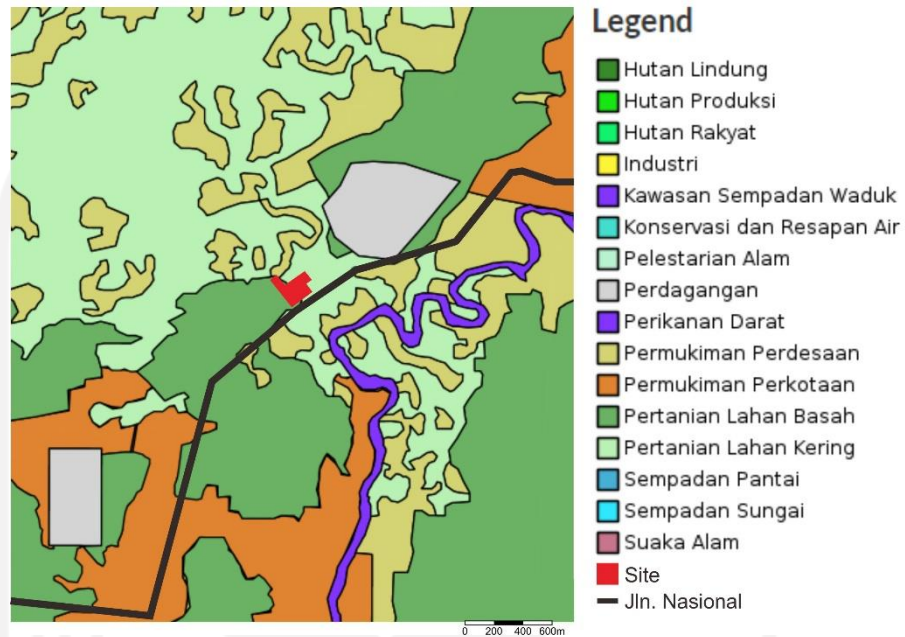 Legend
Hutan Lindung
Hutan Produksi
Hutan Rakyat
Industri
Kawasan Sempadan Waduk
Konservasi dan Resapan Air
Pelestarian Alam
Perdagangan
Perikanan Darat
Permukiman Perdesaan
Permukiman Perkotaan
Pertanian Lahan Basah
Pertanian Lahan Kering
Sempadan Pantai
Sempadan Sungai
Suaka Alam
Site
Jln. Nasional
0 200 400 600m